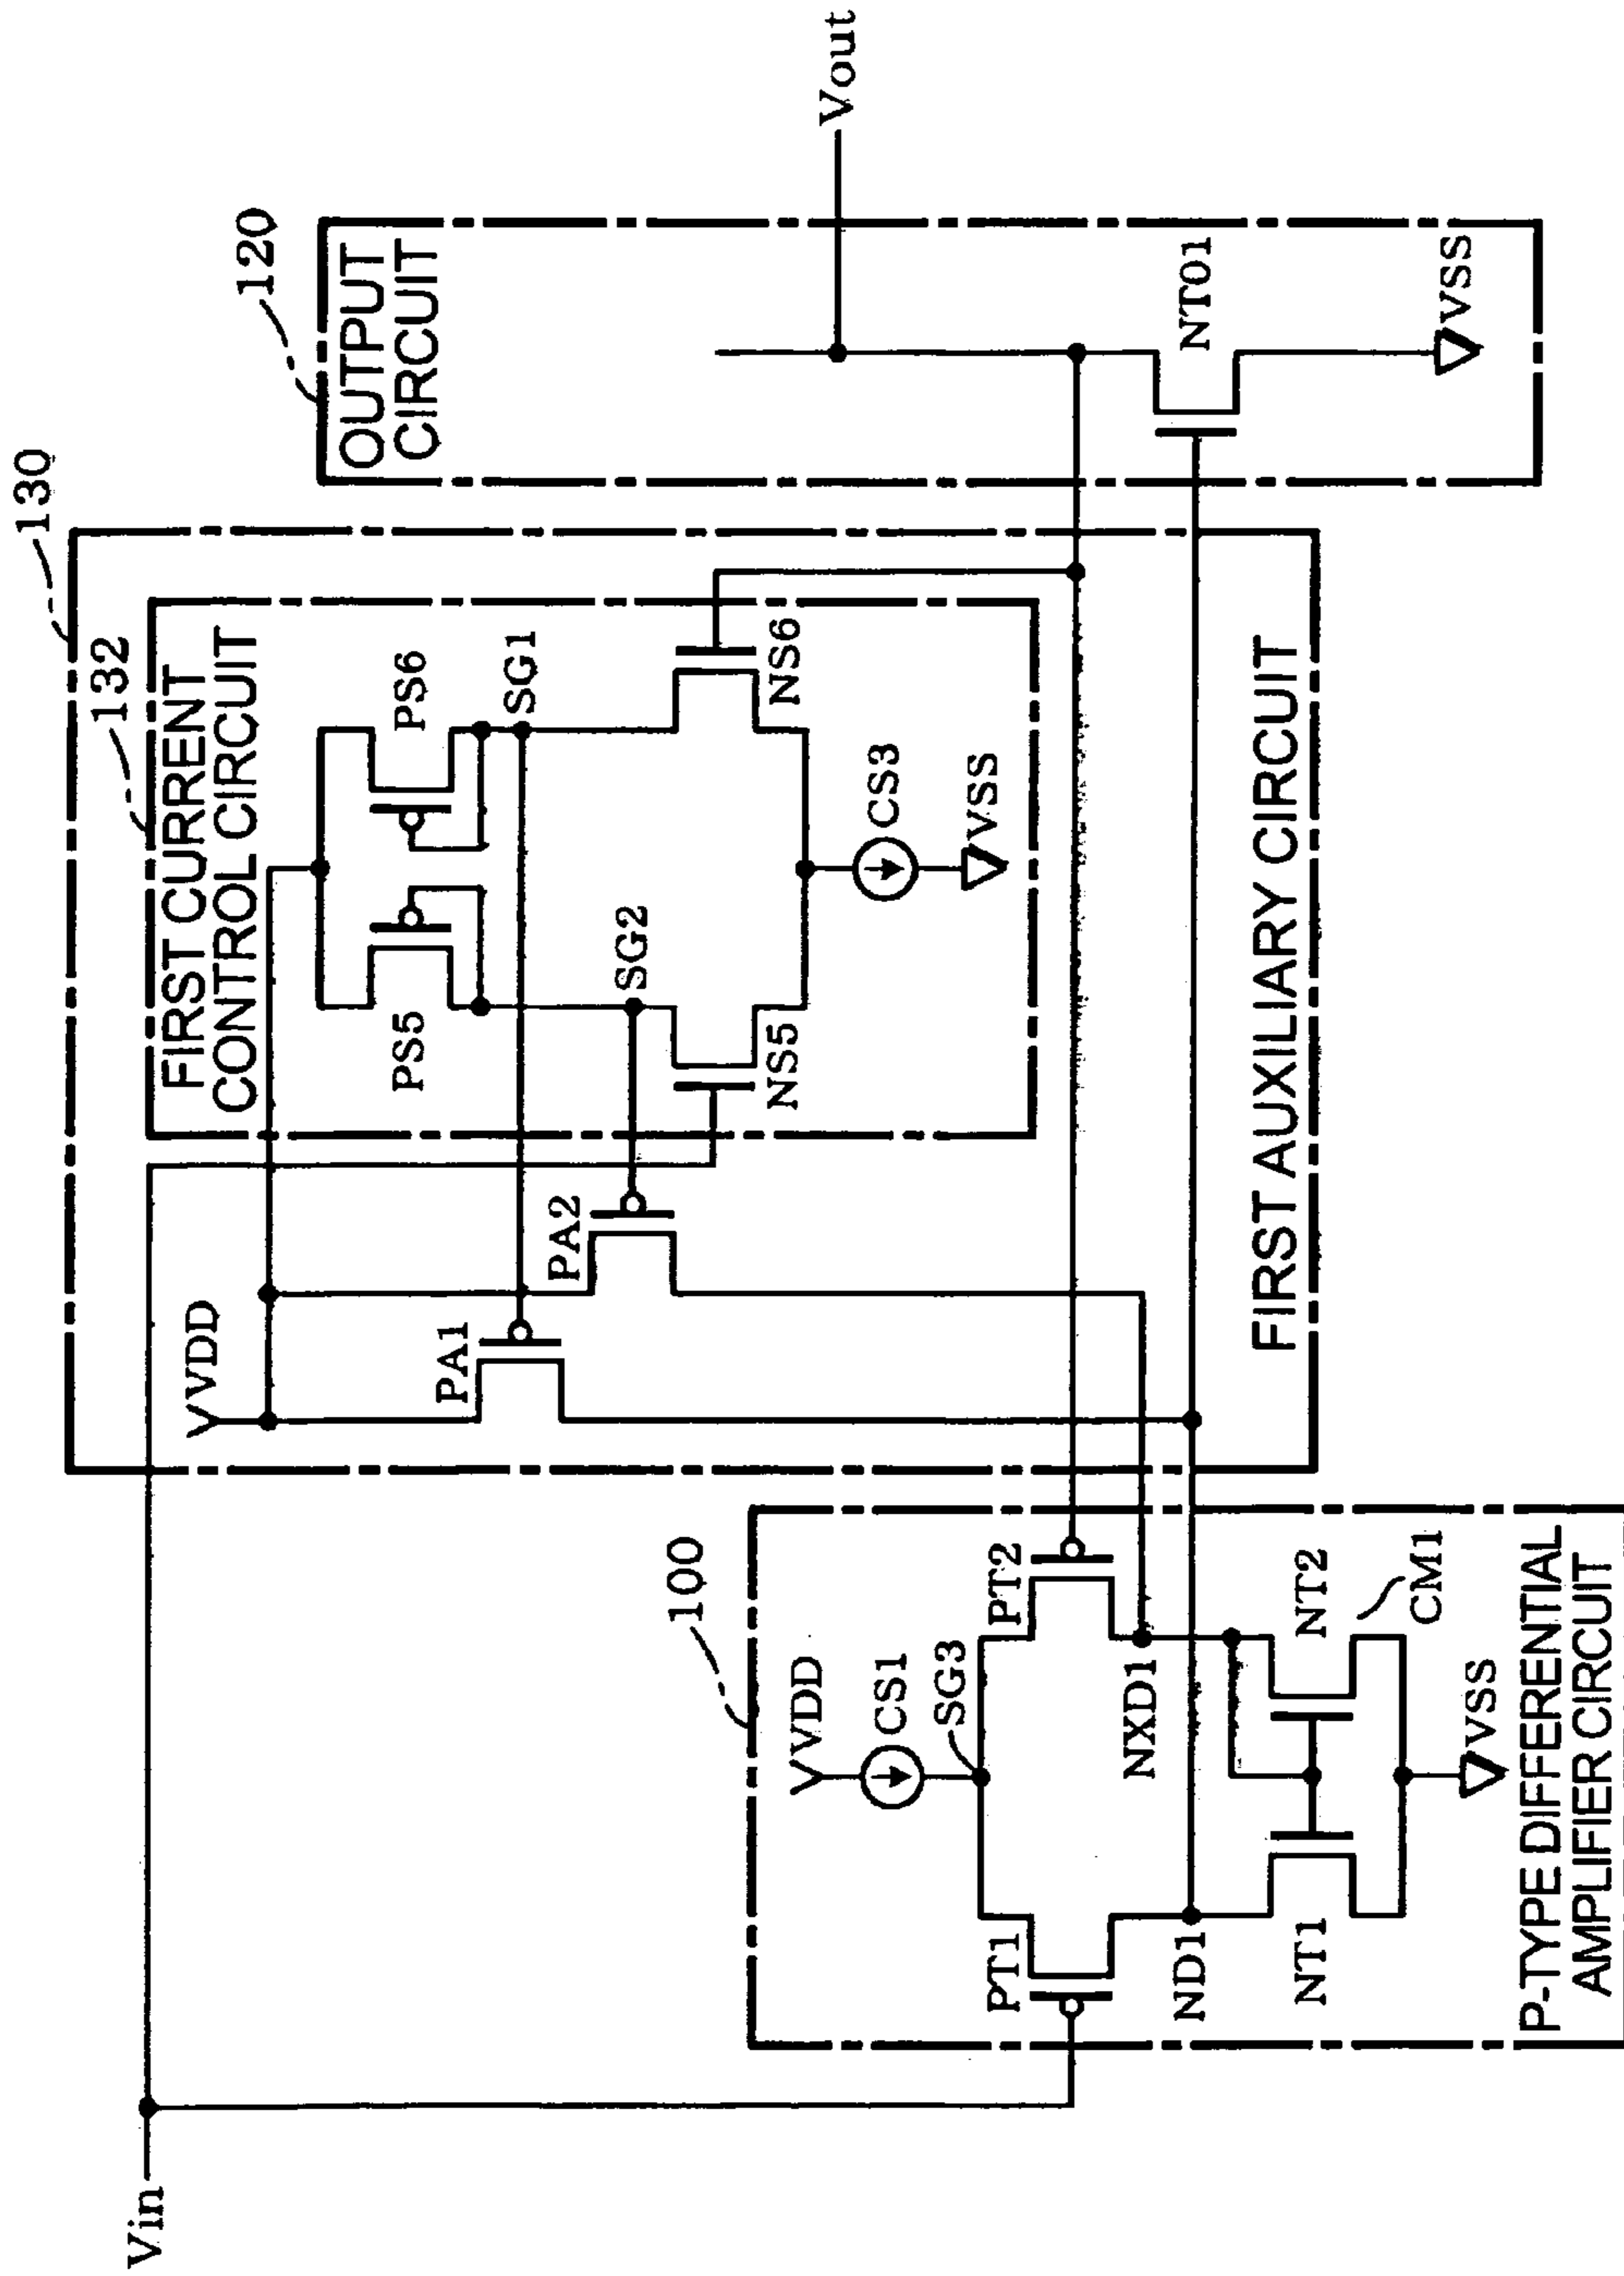 Vin
Vout
130
132
FIRST CURRENT
CONTROL CIRCUIT
120
OUTPUT
CIRCUIT
VDD
PA1
PA2
PS5
PS6
SG1
SG2
NS5
NS6
CS3
VSS
FIRST AUXILIARY CIRCUIT
NTO1
VSS
100
VDD
CS1
SG3
PT1
PT2
NXD1
ND1
NT1
NT2
CM1
VSS
P-TYPE DIFFERENTIAL
AMPLIFIER CIRCUIT